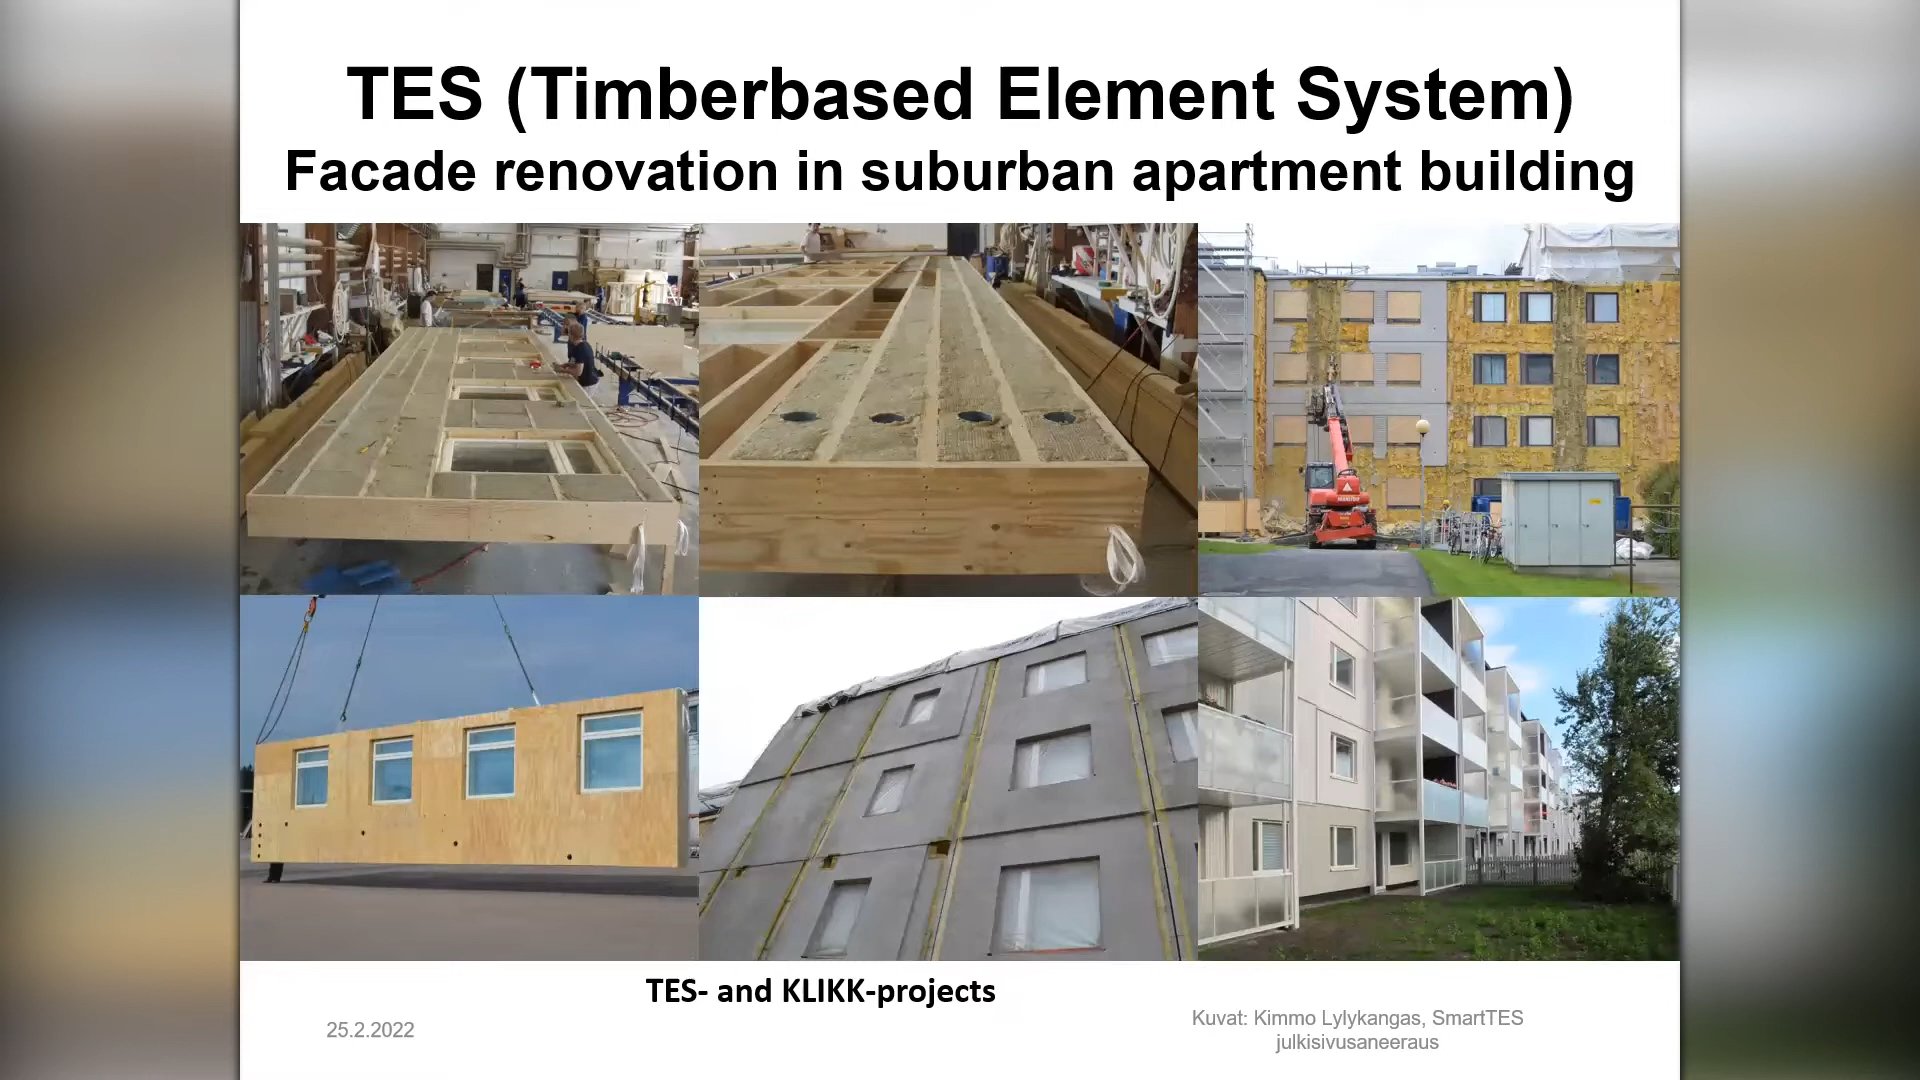 TES (Timberbased Element System)
Facade renovation in suburban apartment building
TES- and KLIKK-projects
25.2.2022
Kuvat: Kimmo Lylykangas, SmartTES
julkisivusaneeraus